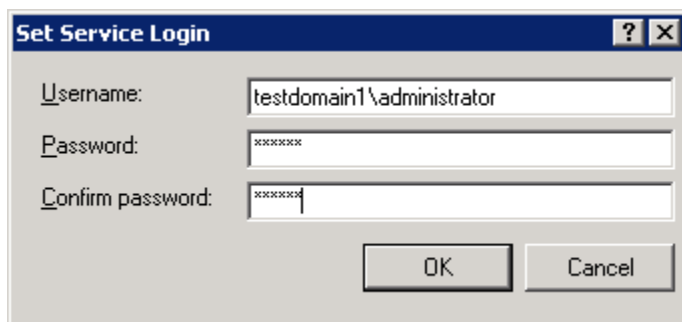 Set Service Login
Username: testdomain1\administrator
Password: ******
Confirm password: ******
OK Cancel